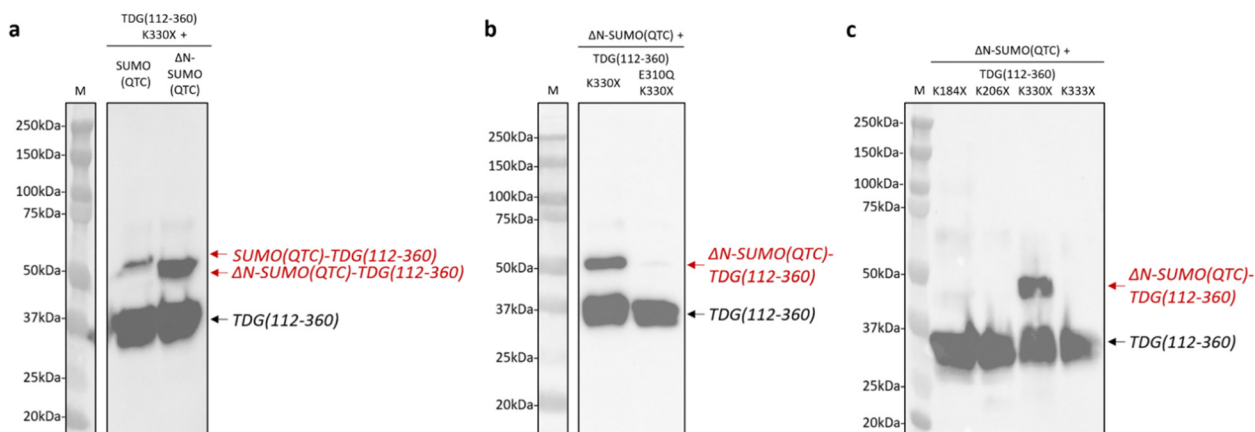 a
TDG(112-360)
K330X +
SUMO
(QTC)
ΔN-
SUMO
(QTC)
M
250kDa-
150kDa-
100kDa-
75kDa-
50kDa-
37kDa-
25kDa-
20kDa-
SUMO(QTC)-TDG(112-360)
ΔN-SUMO(QTC)-TDG(112-360)
TDG(112-360)
b
ΔN-SUMO(QTC) +
TDG(112-360)
M K330X E310Q
K330X
250kDa-
150kDa-
100kDa-
75kDa-
50kDa-
37kDa-
25kDa-
20kDa-
ΔN-SUMO(QTC)-
TDG(112-360)
TDG(112-360)
c
ΔN-SUMO(QTC) +
TDG(112-360)
M K184X K206X K330X K333X
250kDa-
150kDa-
100kDa-
75kDa-
50kDa-
37kDa-
25kDa-
20kDa-
ΔN-SUMO(QTC)-
TDG(112-360)
TDG(112-360)